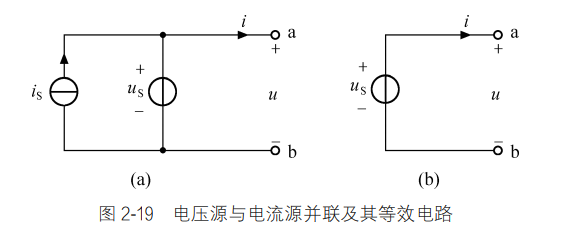 i a
+
+
iS uS u
−
− b
(a)
i a
+
+
uS u
−
− b
(b)
图 2-19 电压源与电流源并联及其等效电路